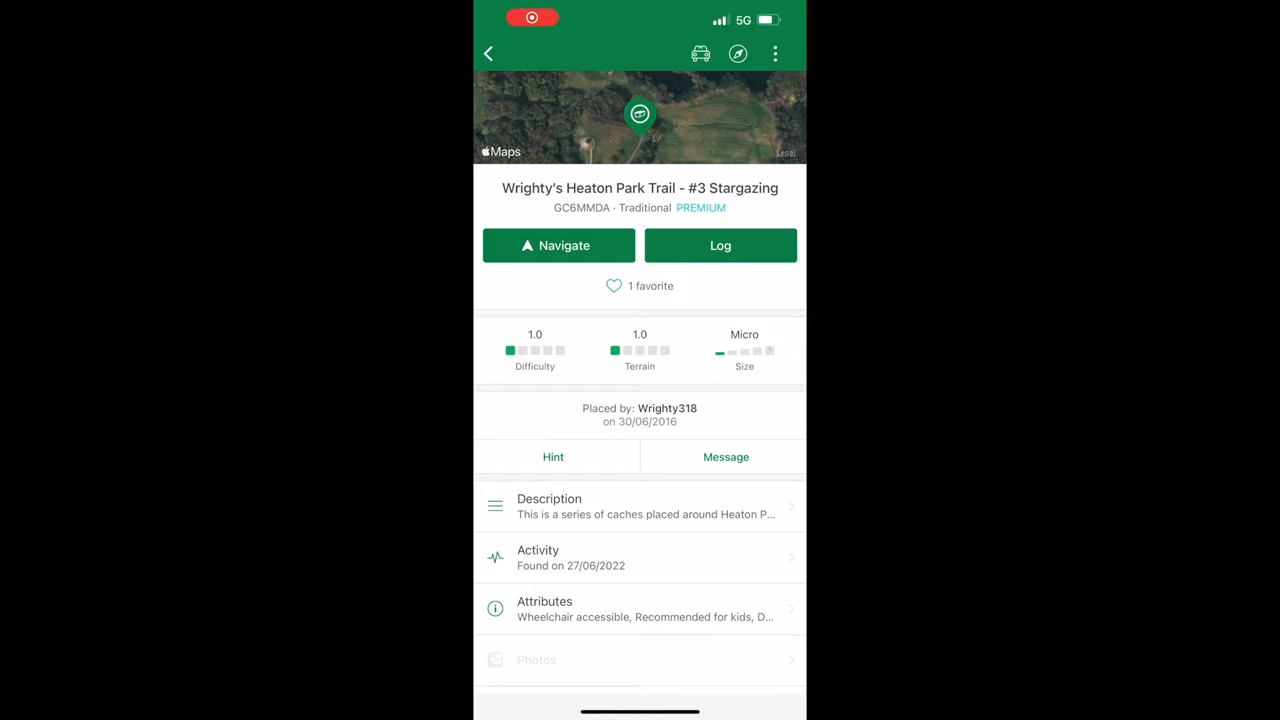 5G
Maps
Legal
Wrighty's Heaton Park Trail - #3 Stargazing
GC6MMDA · Traditional PREMIUM
Navigate
Log
1 favorite
1.0
1.0
Micro
Difficulty
Terrain
Size
Placed by: Wrighty318
on 30/06/2016
Hint
Message
Description
This is a series of caches placed around Heaton P...
Activity
Found on 27/06/2022
Attributes
Wheelchair accessible, Recommended for kids, D...
Photos